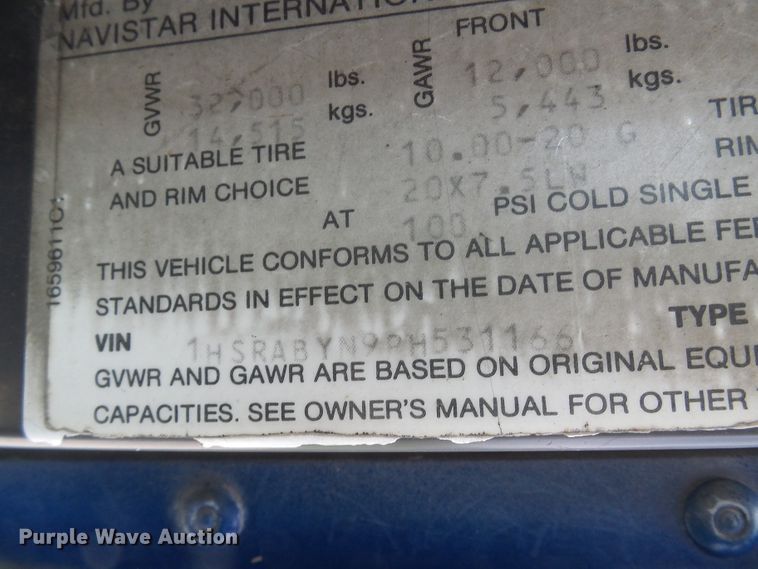 Mfd. By
NAVISTAR INTERNATION
FRONT
GVWR 32,000 lbs. GAWR 12,000 lbs.
14,515 kgs. 5,443 kgs.
A SUITABLE TIRE 10.00-20 G TIR
AND RIM CHOICE 20X7.5LW RIM
AT 100 PSI COLD SINGLE
THIS VEHICLE CONFORMS TO ALL APPLICABLE FE
STANDARDS IN EFFECT ON THE DATE OF MANUFA
VIN 1HSRABYN9PH531166 TYPE
GVWR AND GAWR ARE BASED ON ORIGINAL EQUI
CAPACITIES. SEE OWNER'S MANUAL FOR OTHER
1659611C1
Purple Wave Auction